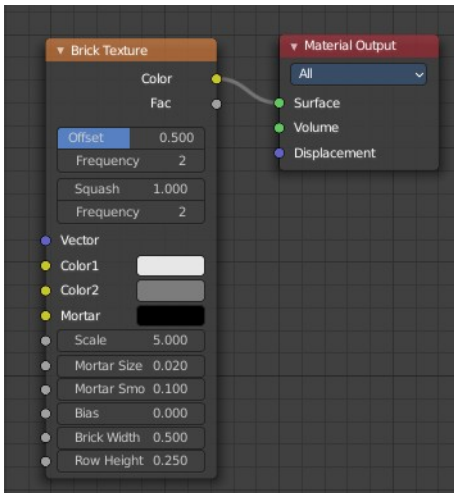 Brick Texture
Color
Fac
Offset 0.500
Frequency 2
Squash 1.000
Frequency 2
Vector
Color1
Color2
Mortar
Scale 5.000
Mortar Size 0.020
Mortar Smo 0.100
Bias 0.000
Brick Width 0.500
Row Height 0.250
Material Output
All
Surface
Volume
Displacement